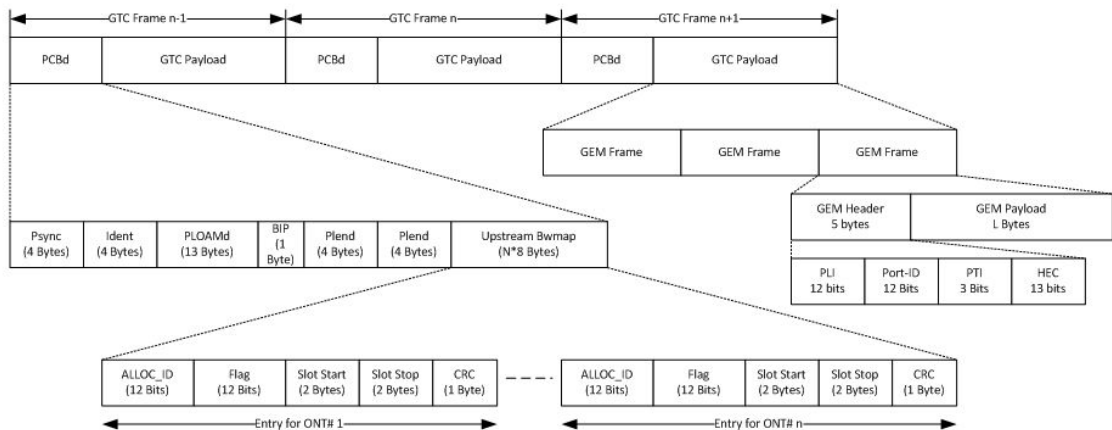 GTC Frame n-1
GTC Frame n
GTC Frame n+1
PCBd
GTC Payload
PCBd
GTC Payload
PCBd
GTC Payload
GEM Frame
GEM Frame
GEM Frame
GEM Header
5 bytes
GEM Payload
L Bytes
Psync
(4 Bytes)
Ident
(4 Bytes)
PLOAMd
(13 Bytes)
BIP
(1
Byte)
Plend
(4 Bytes)
Plend
(4 Bytes)
Upstream Bwmap
(N*8 Bytes)
PLI
12 bits
Port-ID
12 Bits
PTI
3 Bits
HEC
13 bits
ALLOC_ID
(12 Bits)
Flag
(12 Bits)
Slot Start
(2 Bytes)
Slot Stop
(2 Bytes)
CRC
(1 Byte)
ALLOC_ID
(12 Bits)
Flag
(12 Bits)
Slot Start
(2 Bytes)
Slot Stop
(2 Bytes)
CRC
(1 Byte)
Entry for ONT# 1
Entry for ONT# n